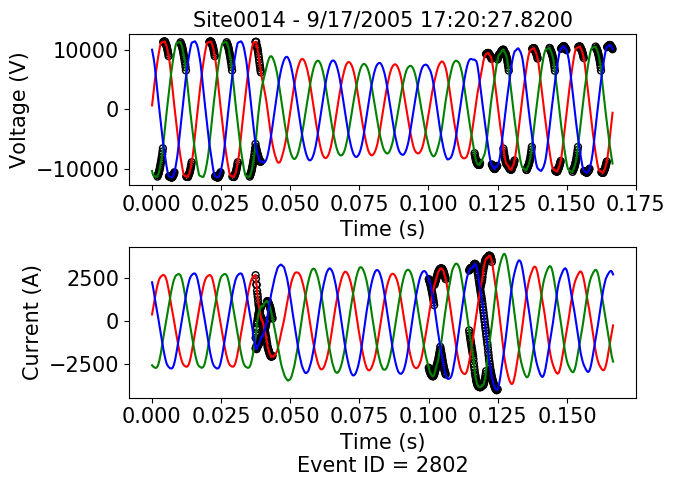 Site0014 - 9/17/2005 17:20:27.8200
Voltage (V)
10000
0
−10000
0.000 0.025 0.050 0.075 0.100 0.125 0.150 0.175
Time (s)
Current (A)
2500
0
−2500
0.000 0.025 0.050 0.075 0.100 0.125 0.150
Time (s)
Event ID = 2802